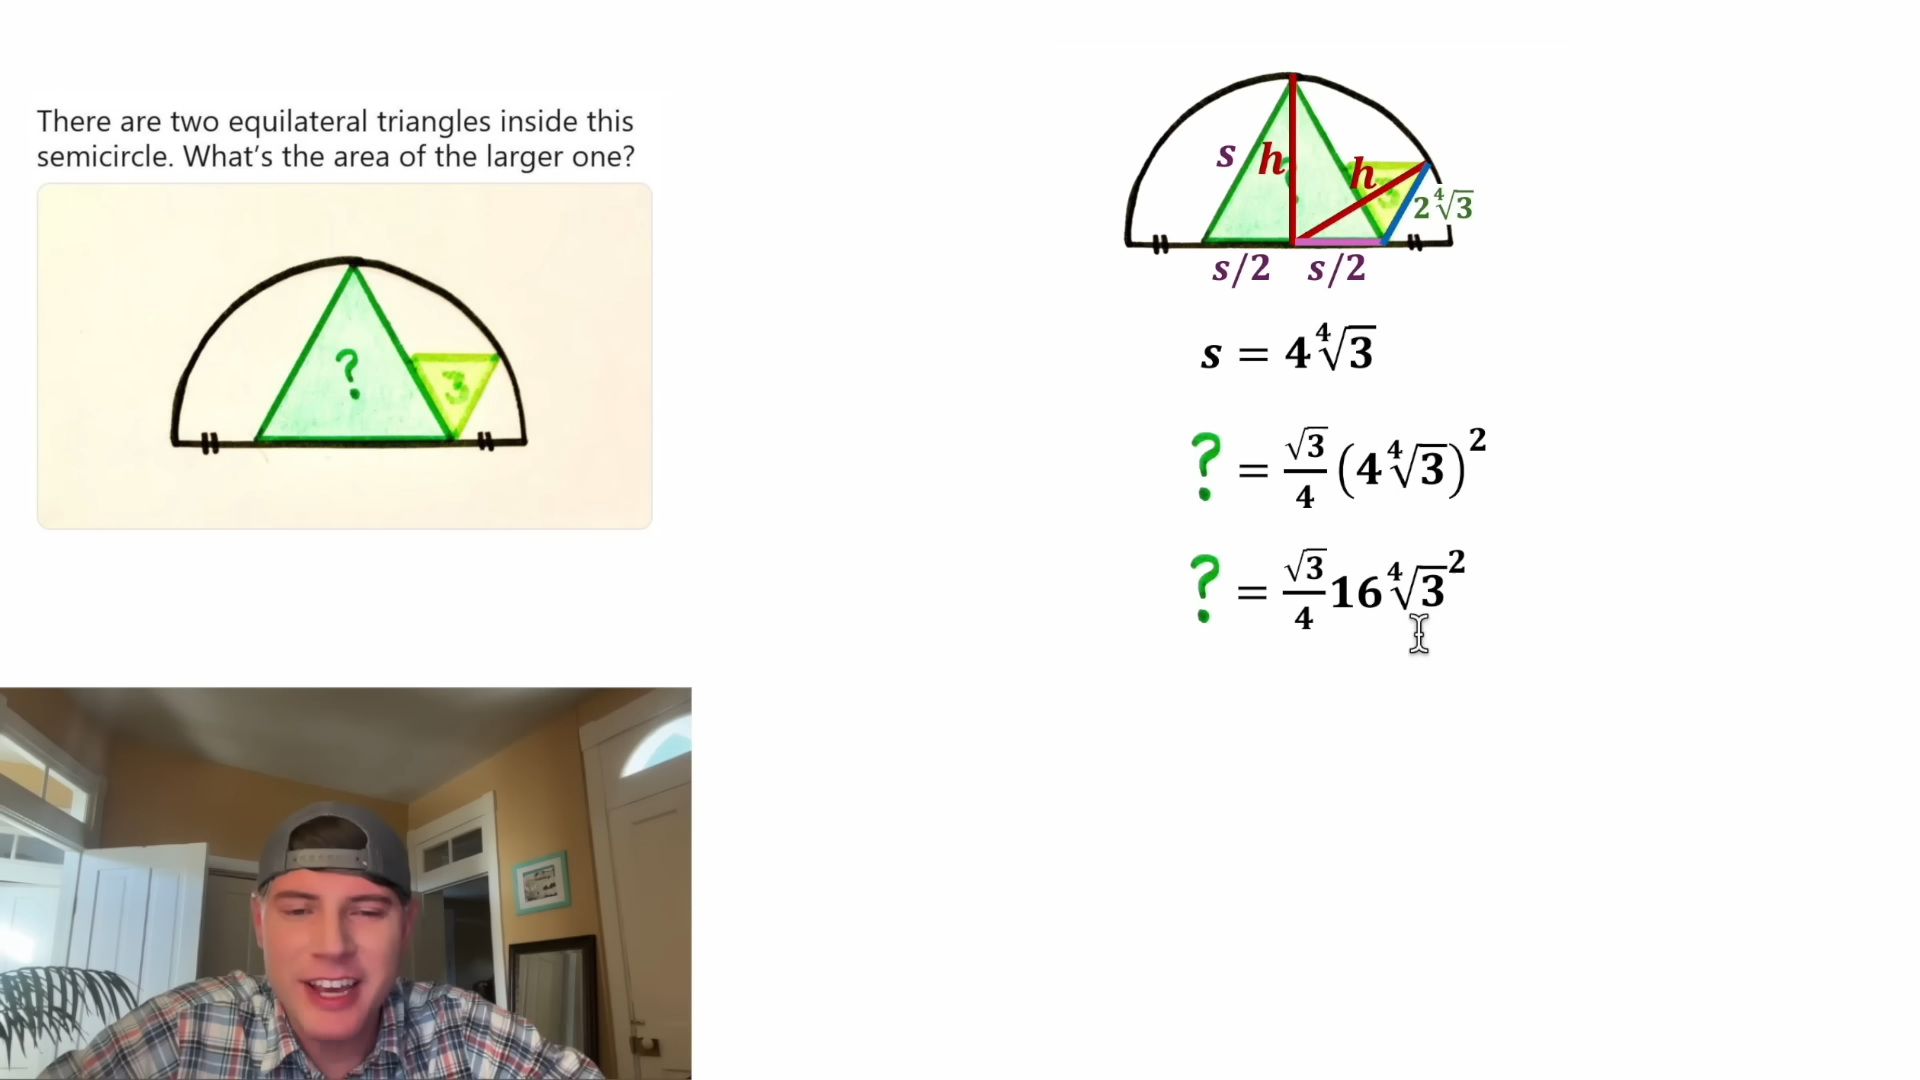 There are two equilateral triangles inside this
semicircle. What's the area of the larger one?
?
3
s
h
h
3
2∜3
s/2 s/2
s = 4∜3
? = √3/4 (4∜3)²
? = √3/4 16∜3²